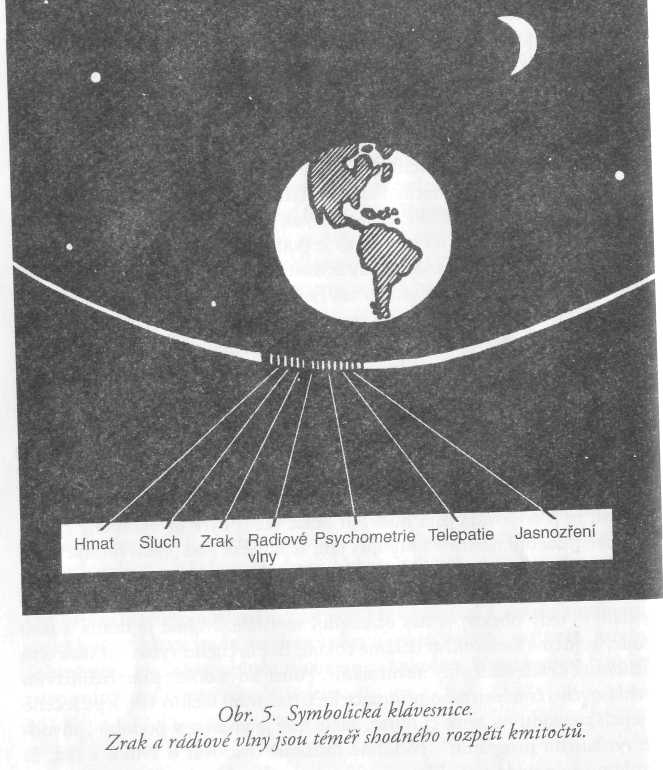 Hmat Sluch Zrak Radiové Psychometrie Telepatie Jasnozření
vlny
Obr. 5. Symbolická klávesnice.
Zrak a rádiové vlny jsou téměř shodného rozpětí kmitočtů.